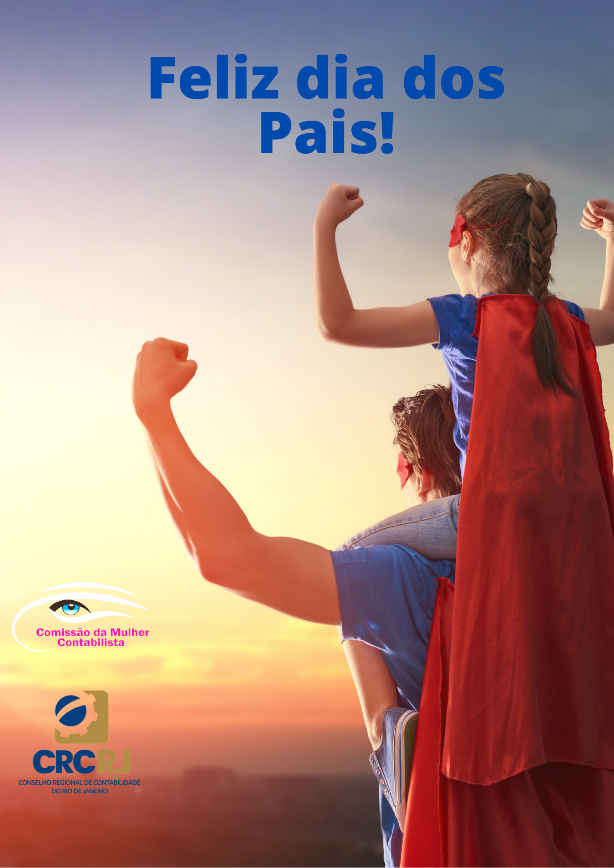 Feliz dia dos
Pais!
Comissão da Mulher
Contabilista
CRCRJ
CONSELHO REGIONAL DE CONTABILIDADE
DO RIO DE JANEIRO